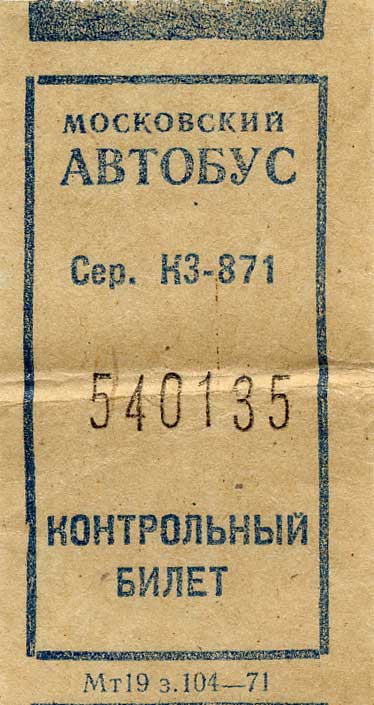 МОСКОВСКИЙ
АВТОБУС
Сер. КЗ-871
540135
КОНТРОЛЬНЫЙ
БИЛЕТ
Мт19 з.104—71